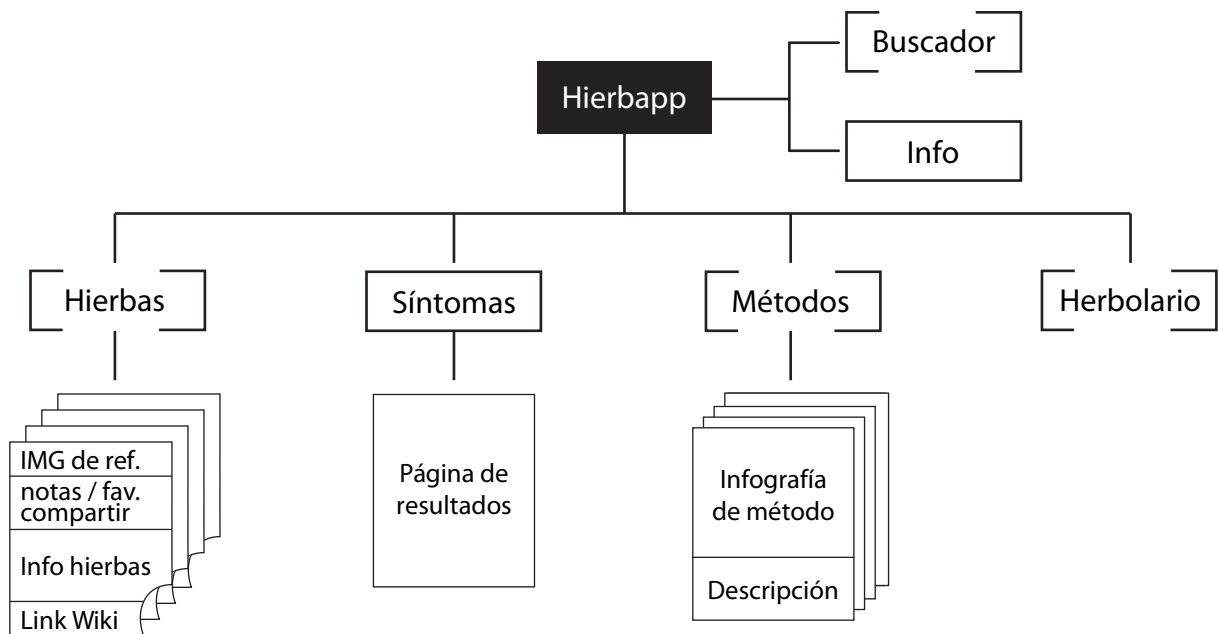 Buscador
Hierbapp
Info
Hierbas
Síntomas
Métodos
Herbolario
IMG de ref.
notas / fav.
compartir
Info hierbas
Link Wiki
Página de
resultados
Infografía
de método
Descripción